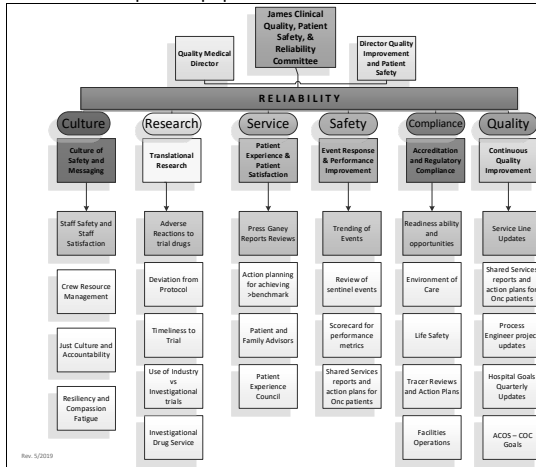 James Clinical
Quality, Patient
Safety, &
Reliability
Committee
Quality Medical
Director
Director Quality
Improvement
and Patient
Safety
RELIABILITY
Culture
Research
Service
Safety
Compliance
Quality
Culture of
Safety and
Messaging
Translational
Research
Patient
Experience &
Patient
Satisfaction
Event Response
& Performance
Improvement
Accreditation
and Regulatory
Compliance
Continuous
Quality
Improvement
Staff Safety and
Staff
Satisfaction
Adverse
Reactions to
trial drugs
Press Ganey
Reports Reviews
Trending of
Events
Readiness ability
and
opportunities
Service Line
Updates
Crew Resource
Management
Deviation from
Protocol
Action planning
for achieving
>benchmark
Review of
sentinel events
Environment of
Care
Shared Services
reports and
action plans for
Onc patients
Just Culture and
Accountability
Timeliness to
Trial
Patient and
Family Advisors
Scorecard for
performance
metrics
Life Safety
Process
Engineer project
updates
Resiliency and
Compassion
Fatigue
Use of Industry
vs
Investigational
trials
Patient
Experience
Council
Shared Services
reports and
action plans for
Onc patients
Tracer Reviews
and Action Plans
Hospital Goals
Quarterly
Updates
Investigational
Drug Service
Facilities
Operations
ACOS – COC
Goals
Rev. 5/2019